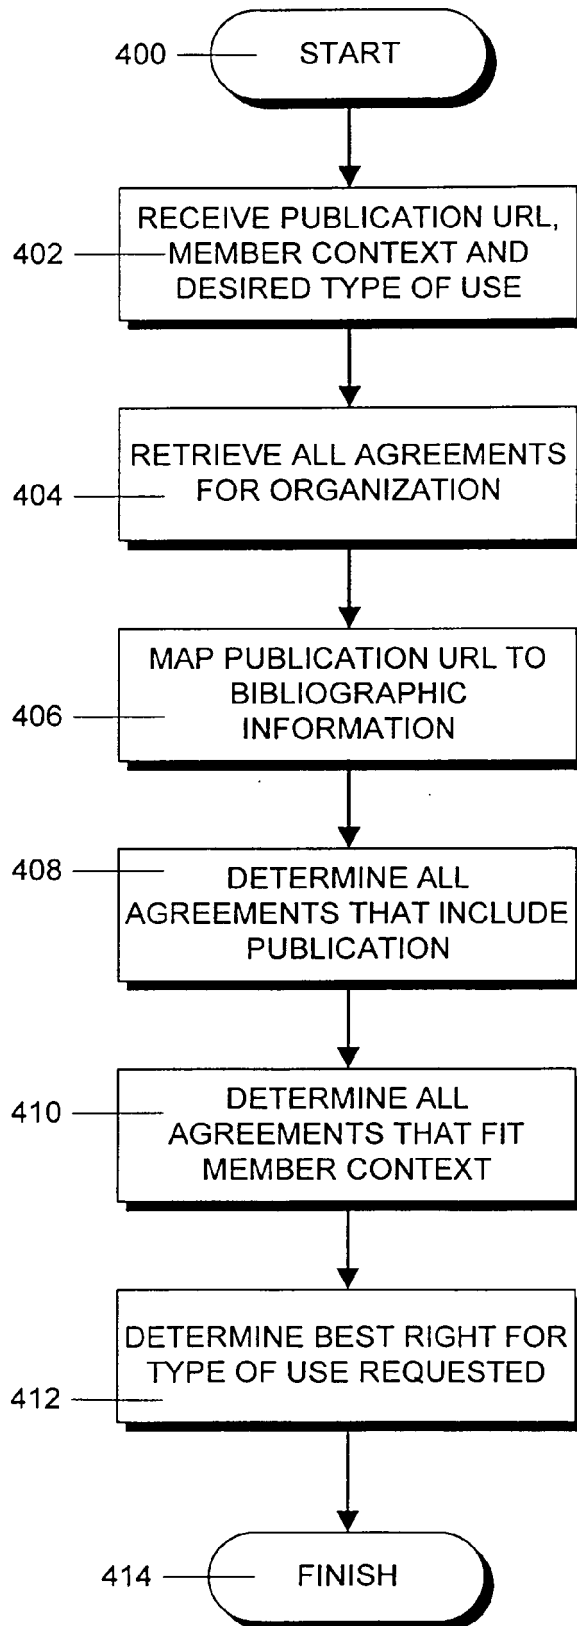 400
START
RECEIVE PUBLICATION URL,
402
MEMBER CONTEXT AND
DESIRED TYPE OF USE
RETRIEVE ALL AGREEMENTS
404
FOR ORGANIZATION
MAP PUBLICATION URL TO
BIBLIOGRAPHIC
406
INFORMATION
408
DETERMINE ALL
AGREEMENTS THAT INCLUDE
PUBLICATION
410
DETERMINE ALL
AGREEMENTS THAT FIT
MEMBER CONTEXT
DETERMINE BEST RIGHT FOR
TYPE OF USE REQUESTED
412
414
FINISH